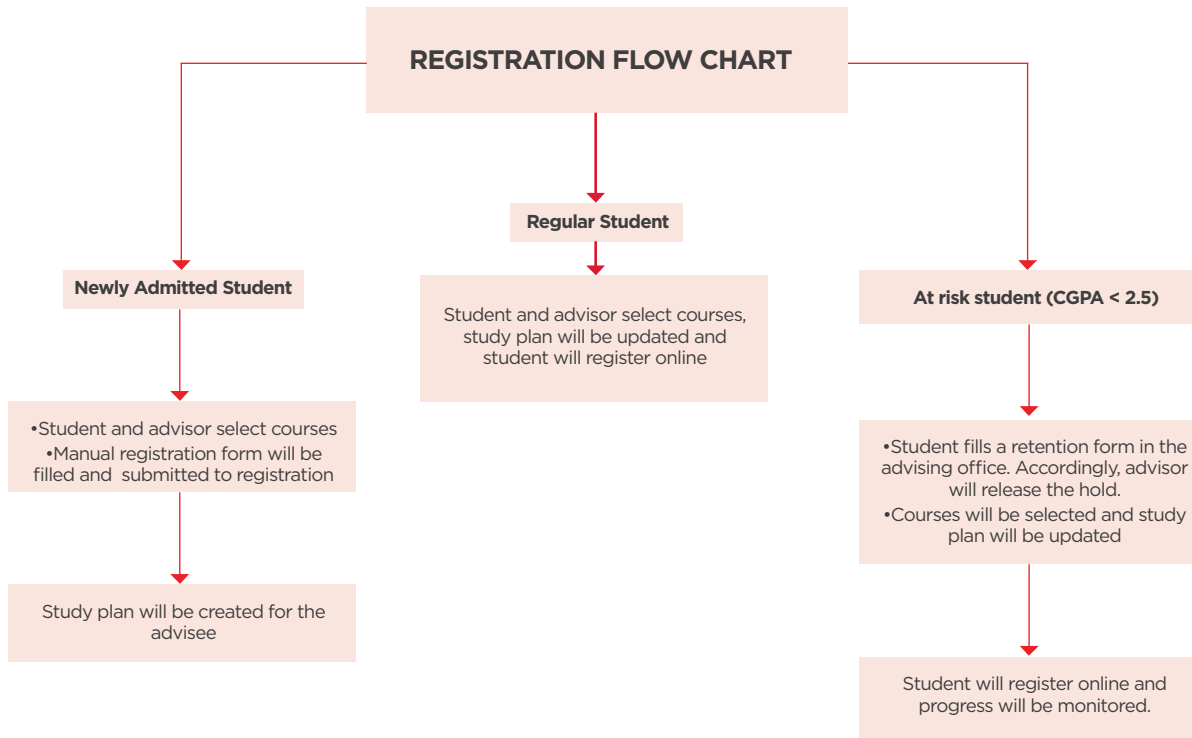 REGISTRATION FLOW CHART
Regular Student
Student and advisor select courses,
study plan will be updated and
student will register online
Newly Admitted Student
•Student and advisor select courses
•Manual registration form will be
filled and  submitted to registration
Study plan will be created for the
advisee
At risk student (CGPA < 2.5)
•Student fills a retention form in the
advising office. Accordingly, advisor
will release the hold.
•Courses will be selected and study
plan will be updated
Student will register online and
progress will be monitored.